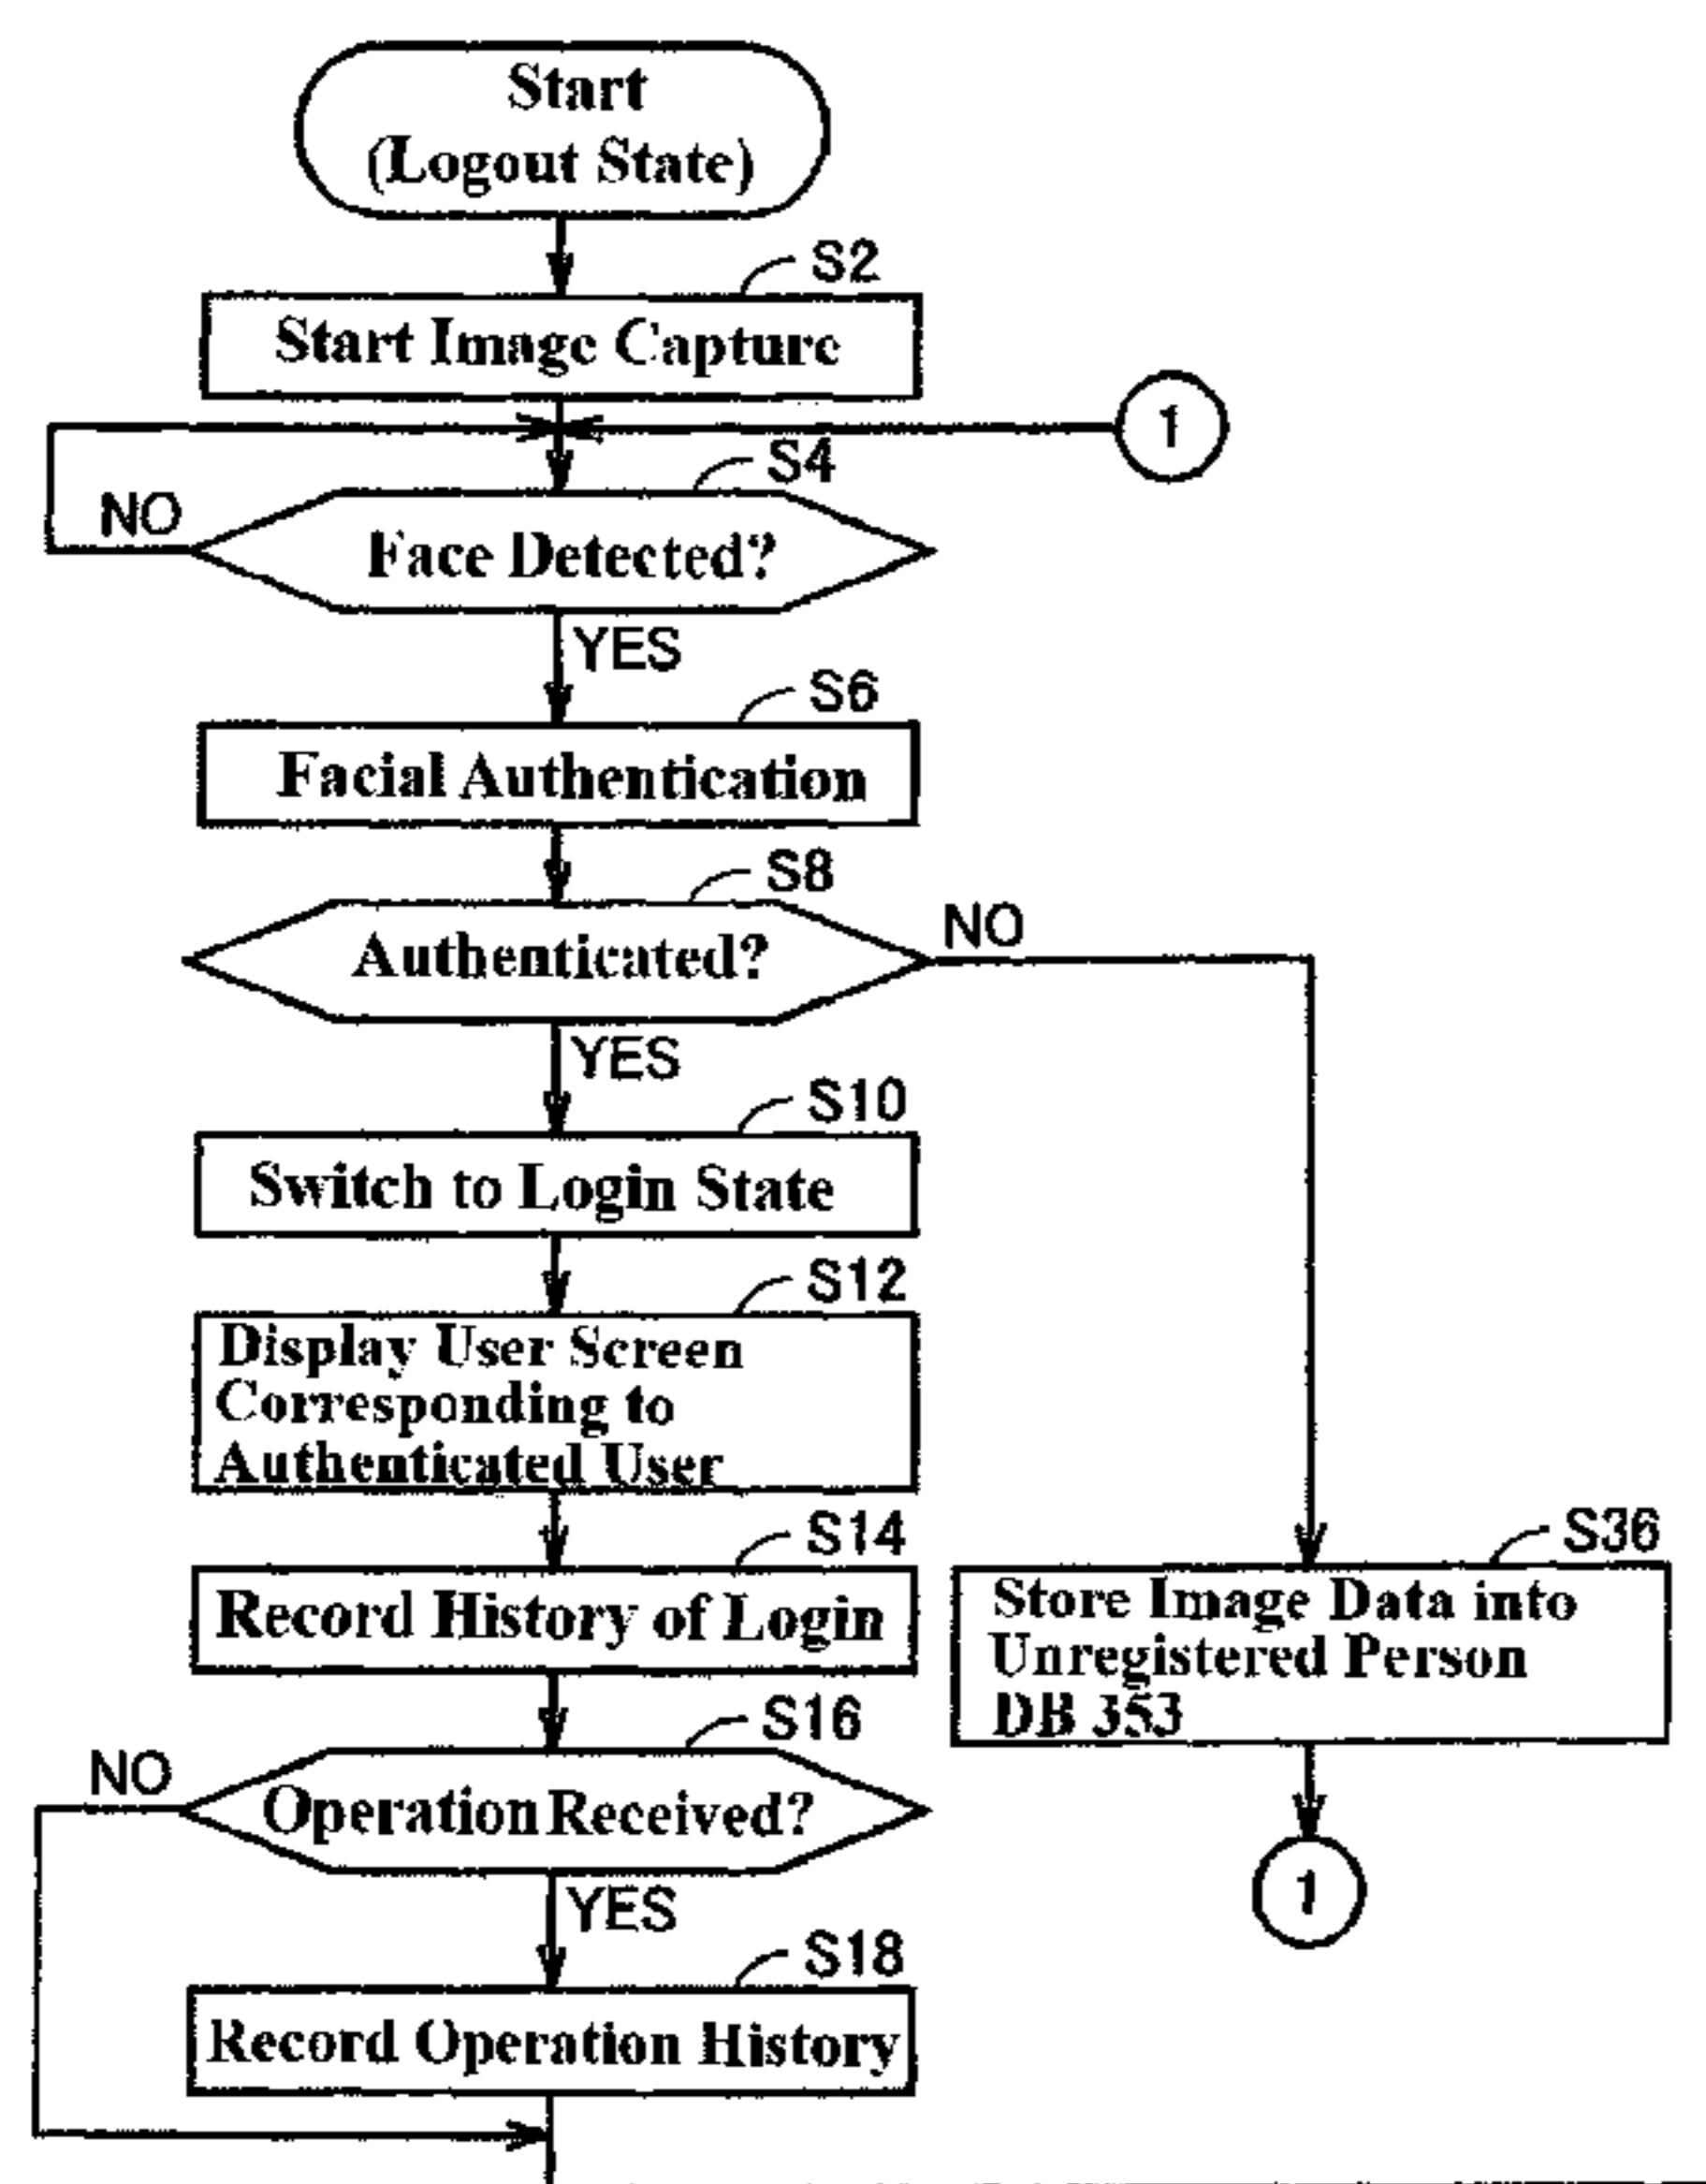 Start
(Logout State)
S2
Start Image Capture
1
S4
NO
Face Detected?
YES
S6
Facial Authentication
S8
NO
Authenticated?
YES
S10
Switch to Login State
S12
Display User Screen
Corresponding to
Authenticated User
S14
Record History of Login
S36
Store Image Data into
Unregistered Person
DB 353
S16
NO
Operation Received?
1
YES
S18
Record Operation History